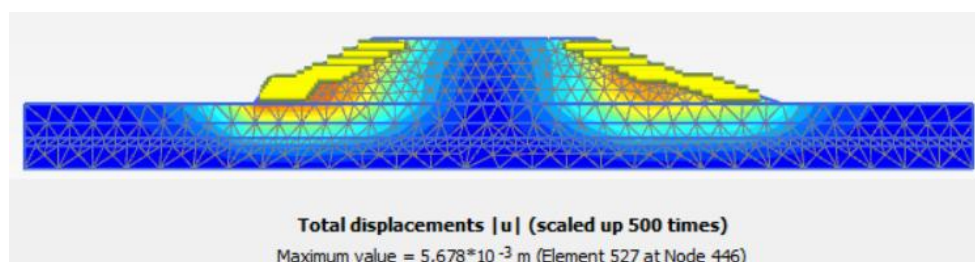 Total displacements |u| (scaled up 500 times)
Maximum value = 5,678*10 -3 m (Element 527 at Node 446)